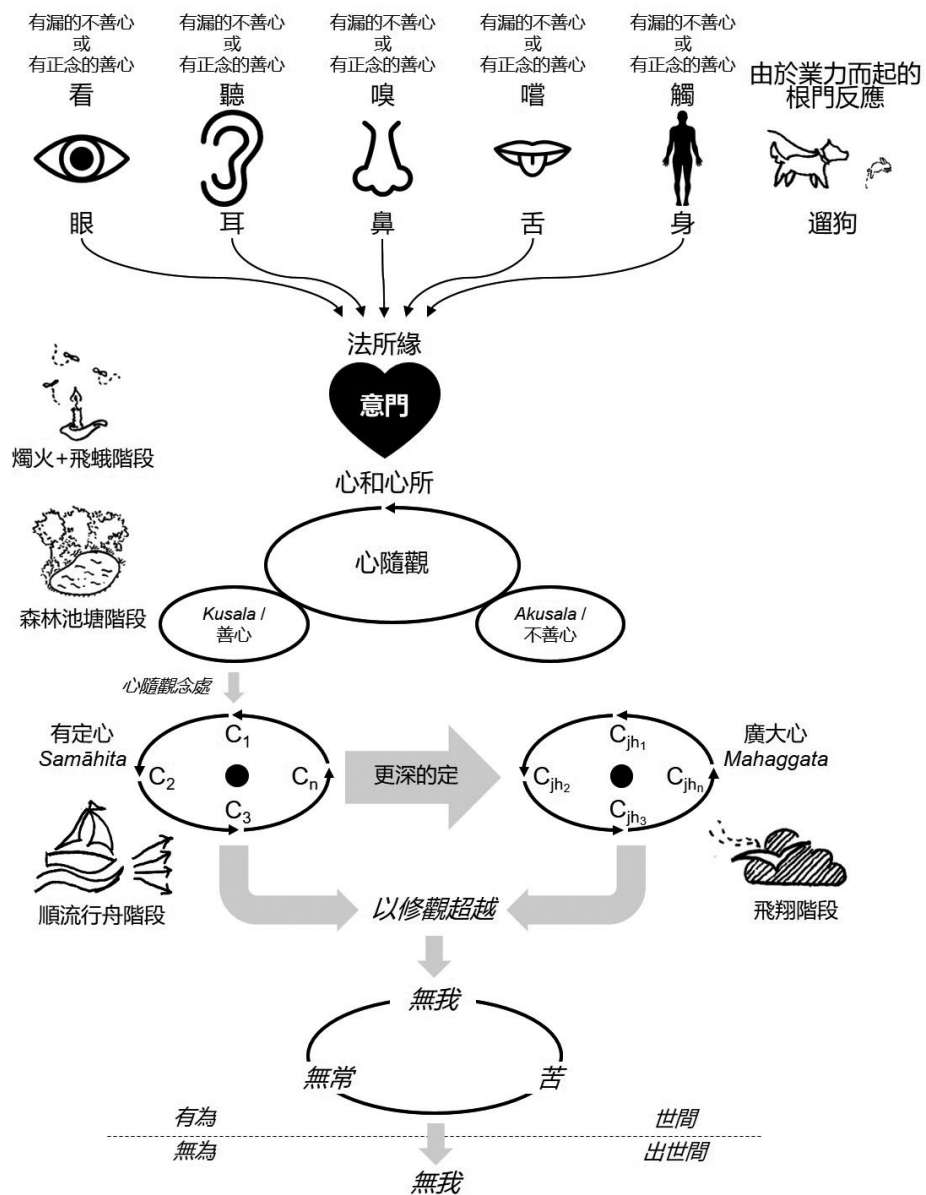 有漏的不善心
或
有正念的善心
看
眼
有漏的不善心
或
有正念的善心
聽
耳
有漏的不善心
或
有正念的善心
嗅
鼻
有漏的不善心
或
有正念的善心
嚐
舌
有漏的不善心
或
有正念的善心
觸
身
由於業力而起的
根門反應
遛狗
法所緣
意門
燭火+飛蛾階段
心和心所
心隨觀
森林池塘階段
Kusala /
善心
Akusala /
不善心
心隨觀念處
有定心
Samāhita
C1
C2
Cn
C3
更深的定
Cjh1
Cjh2
Cjhn
Cjh3
廣大心
Mahaggata
順流行舟階段
以修觀超越
飛翔階段
無我
無常
苦
有為
世間
無為
出世間
無我